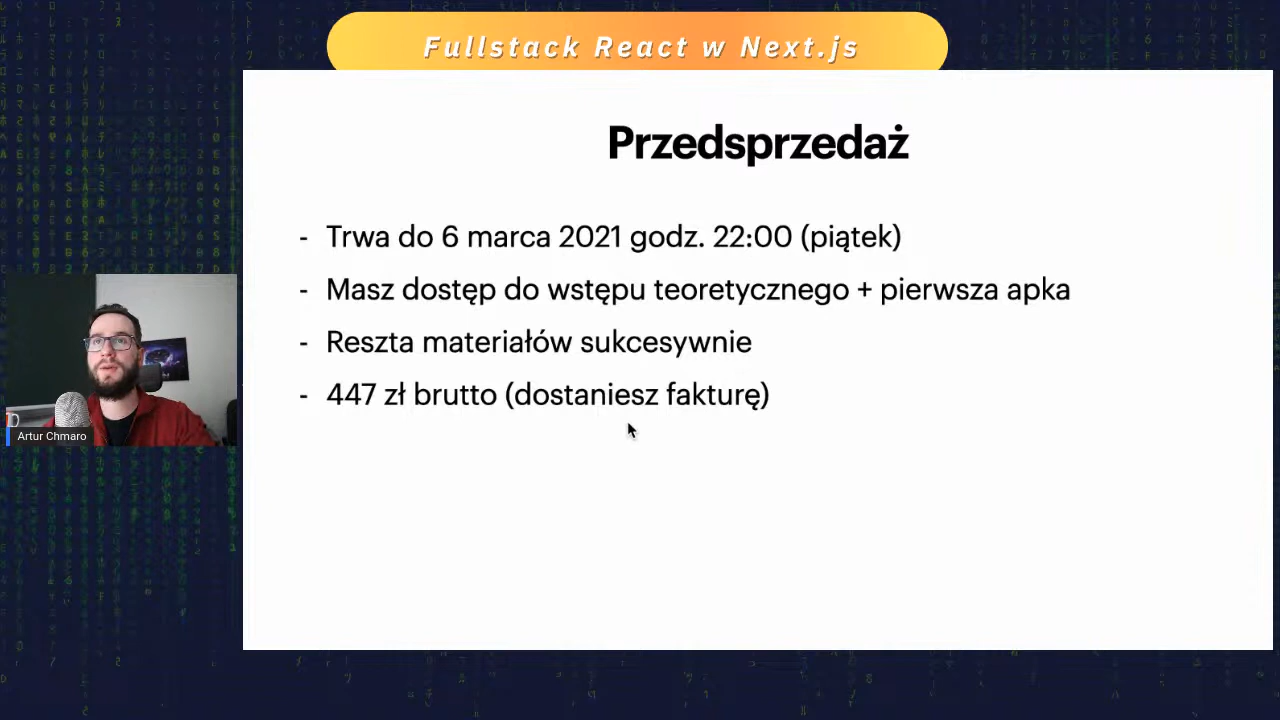 Fullstack React w Next.js
Przedsprzedaż
- Trwa do 6 marca 2021 godz. 22:00 (piątek)
- Masz dostęp do wstępu teoretycznego + pierwsza apka
- Reszta materiałów sukcesywnie
- 447 zł brutto (dostaniesz fakturę)
Artur Chmaro